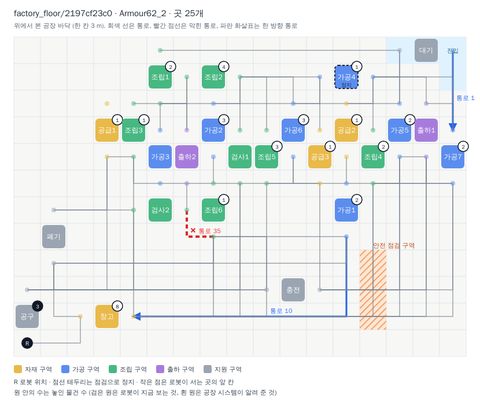 factory_floor/2197cf23c0 · Armour62_2 · 곳 25개
위에서 본 공장 바닥 (한 칸 3 m). 회색 선은 통로, 빨간 점선은 막힌 통로, 파란 화살표는 한 방향 통로
대기
진입
조립1 2
조립2 4
가공4 1
통로 1
공급1 1
조립3 1
가공2 3
가공6 3
공급2 1
가공5 2
출하1
가공3
출하2
검사1
조립5 3
공급3 1
조립4 2
가공7 2
검사2
조립6 1
가공1 2
✕ 통로 35
폐기
안전 점검 구역
충전
공구 3
창고 6
통로 10
R
자재 구역 가공 구역 조립 구역 출하 구역 지원 구역
R 로봇 위치 · 점선 테두리는 점검으로 정지 · 작은 점은 로봇이 서는 곳의 앞 칸
원 안의 수는 놓인 물건 수 (검은 원은 로봇이 지금 보는 것, 흰 원은 공장 시스템이 알려 준 것)